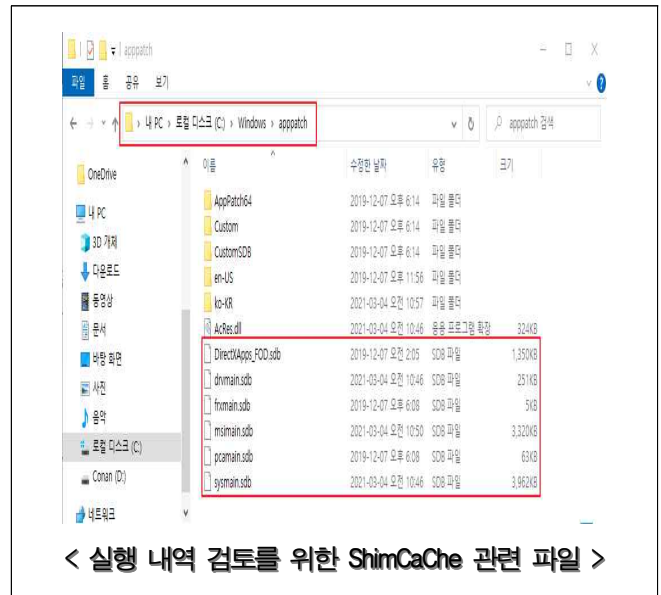 apppatch
파일 홈 공유 보기
내 PC > 로컬 디스크 (C:) > Windows > apppatch
apppatch 검색
이름 수정한 날짜 유형 크기
OneDrive
내 PC
3D 개체
다운로드
동영상
문서
바탕 화면
사진
음악
로컬 디스크 (C:)
Conan (D:)
네트워크
AppPatch64 2019-12-07 오후 6:14 파일 폴더
Custom 2019-12-07 오후 6:14 파일 폴더
CustomSDB 2019-12-07 오후 6:14 파일 폴더
en-US 2019-12-07 오후 11:56 파일 폴더
ko-KR 2021-03-04 오전 10:57 파일 폴더
AcRes.dll 2021-03-04 오전 10:46 응용 프로그램 확장 324KB
DirectXApps_FOD.sdb 2019-12-07 오전 2:05 SDB 파일 1,350KB
drvmain.sdb 2021-03-04 오전 10:46 SDB 파일 251KB
frxmain.sdb 2019-12-07 오후 6:08 SDB 파일 5KB
msimain.sdb 2021-03-04 오전 10:50 SDB 파일 3,320KB
pcamain.sdb 2019-12-07 오후 6:08 SDB 파일 63KB
sysmain.sdb 2021-03-04 오전 10:46 SDB 파일 3,962KB
< 실행 내역 검토를 위한 ShimCaChe 관련 파일 >